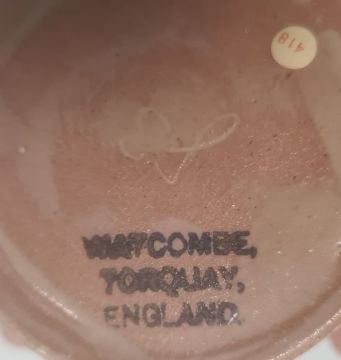 418
WATCOMBE,
TORQUAY,
ENGLAND.